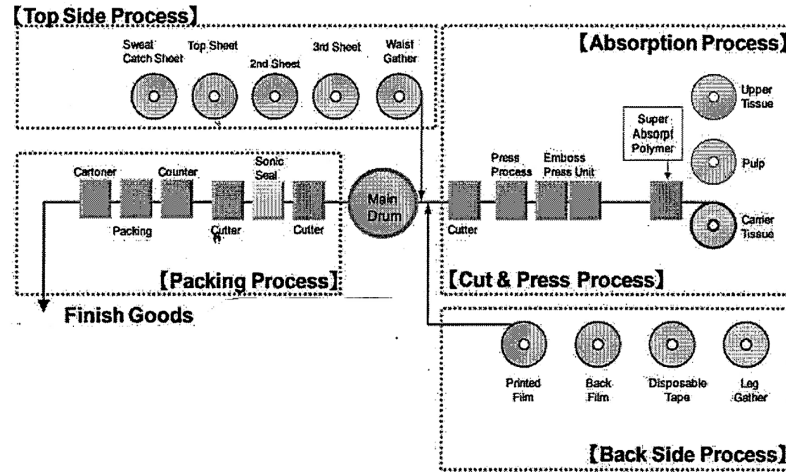 【Top Side Process】
Sweat
Catch Sheet
Top Sheet
2nd Sheet
3rd Sheet
Waist
Gather
【Absorption Process】
Upper
Tissue
Super
Absorpt
Polymer
Pulp
Carrier
Tissue
Cartoner
Packing
Counter
Cutter
Sonic
Seal
Cutter
Main
Drum
Cutter
Press
Process
Emboss
Press Unit
【Packing Process】
【Cut & Press Process】
Finish Goods
Printed
Film
Back
Film
Disposable
Tape
Leg
Gather
【Back Side Process】